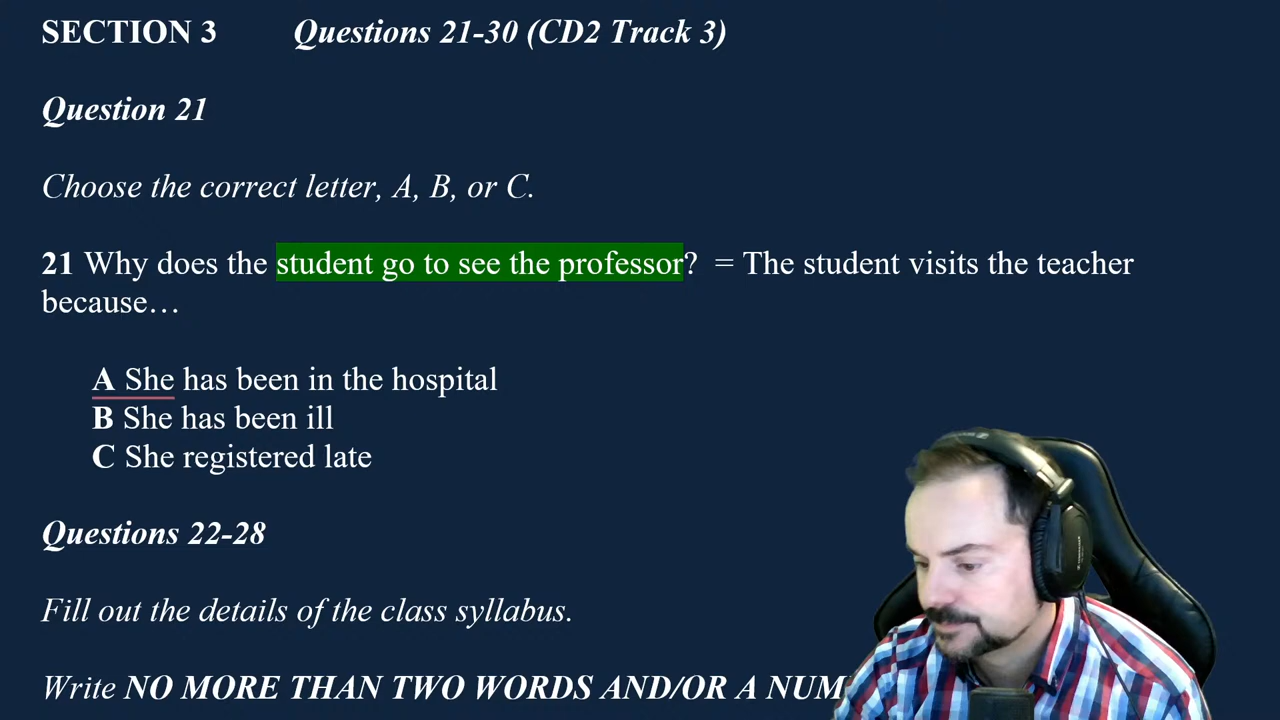 SECTION 3 Questions 21-30 (CD2 Track 3)
Question 21
Choose the correct letter, A, B, or C.
21 Why does the student go to see the professor? = The student visits the teacher
because…
A She has been in the hospital
B She has been ill
C She registered late
Questions 22-28
Fill out the details of the class syllabus.
Write NO MORE THAN TWO WORDS AND/OR A